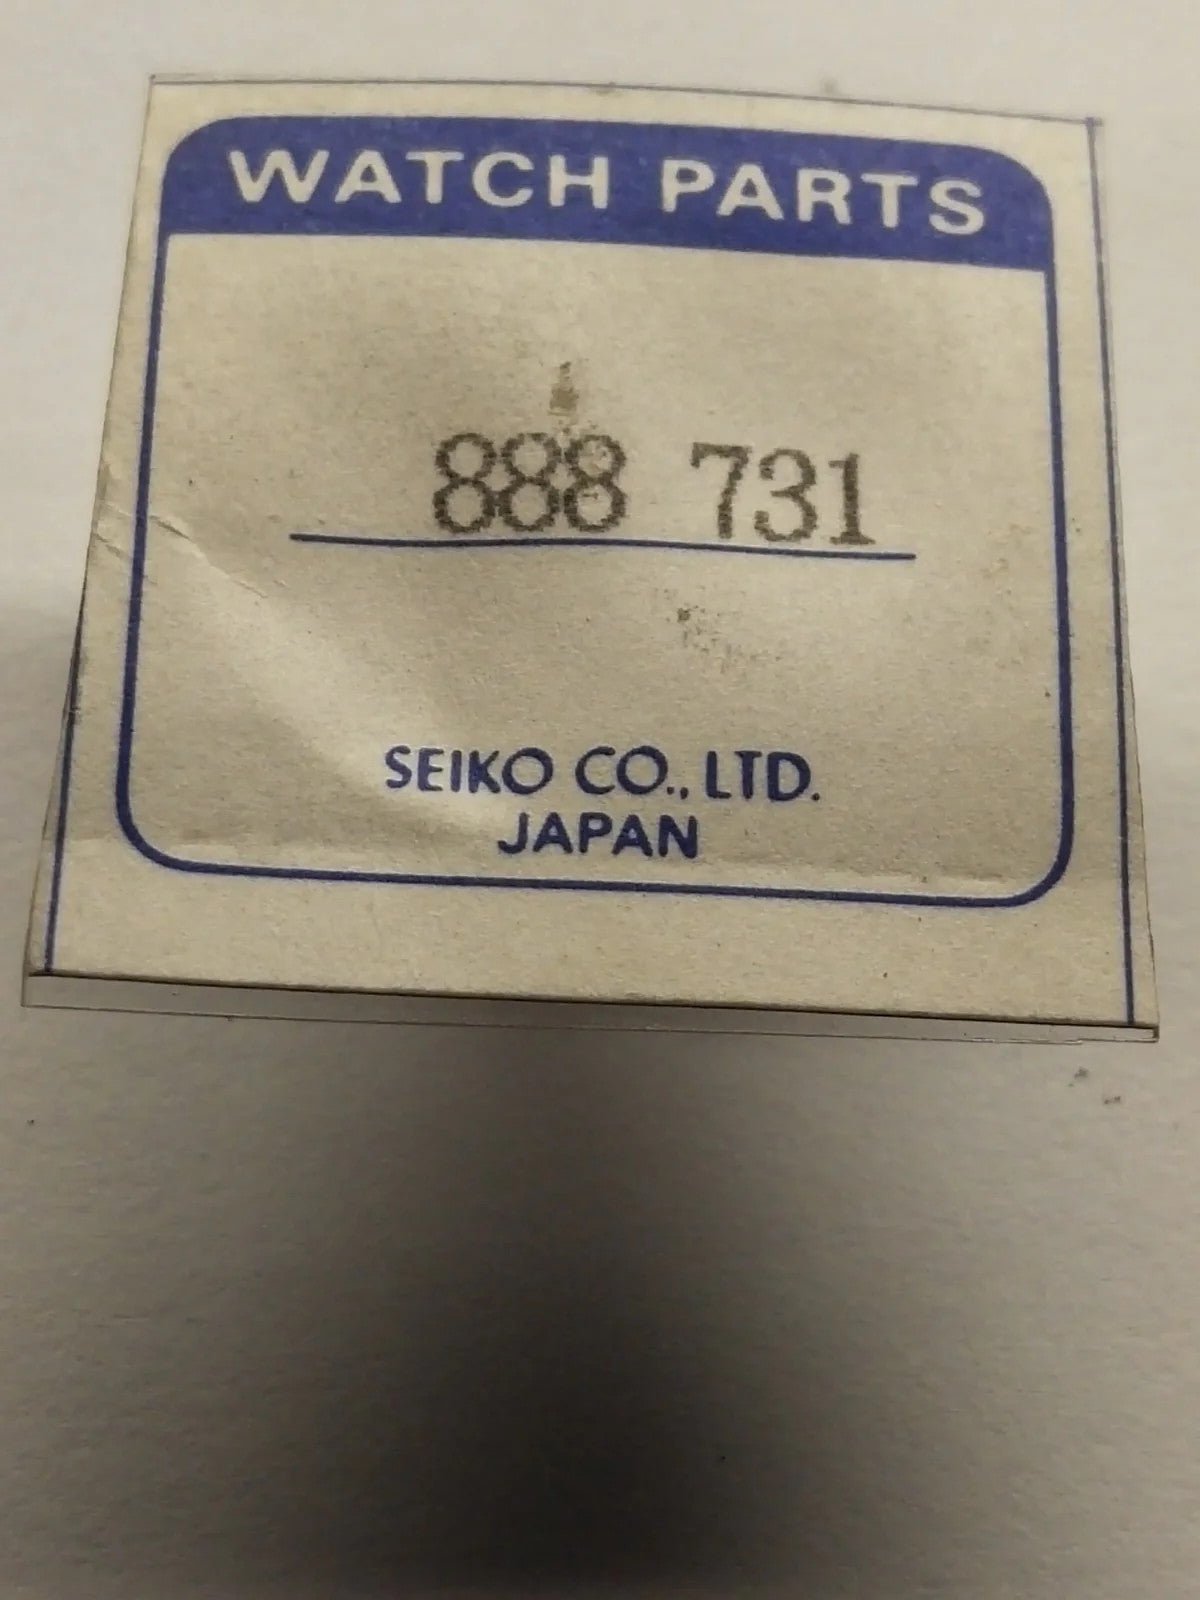 WATCH PARTS
888 731
SEIKO CO., LTD.
JAPAN